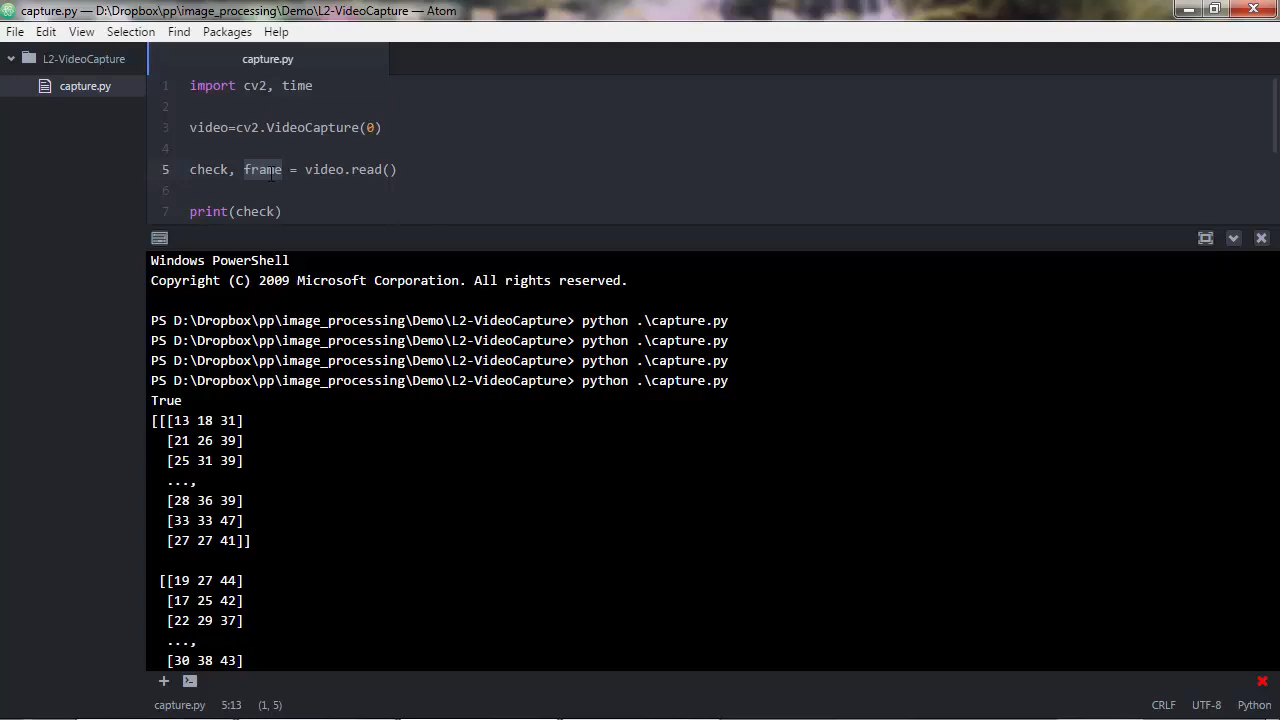 capture.py — D:\Dropbox\pp\image_processing\Demo\L2-VideoCapture — Atom
File Edit View Selection Find Packages Help
L2-VideoCapture
capture.py
capture.py
1 import cv2, time
2
3 video=cv2.VideoCapture(0)
4
5 check, frame = video.read()
6
7 print(check)
Windows PowerShell
Copyright (C) 2009 Microsoft Corporation. All rights reserved.
PS D:\Dropbox\pp\image_processing\Demo\L2-VideoCapture> python .\capture.py
PS D:\Dropbox\pp\image_processing\Demo\L2-VideoCapture> python .\capture.py
PS D:\Dropbox\pp\image_processing\Demo\L2-VideoCapture> python .\capture.py
PS D:\Dropbox\pp\image_processing\Demo\L2-VideoCapture> python .\capture.py
True
[[[13 18 31]
[21 26 39]
[25 31 39]
...,
[28 36 39]
[33 33 47]
[27 27 41]]
[[19 27 44]
[17 25 42]
[22 29 37]
...,
[30 38 43]
capture.py 5:13 (1, 5) CRLF UTF-8 Python